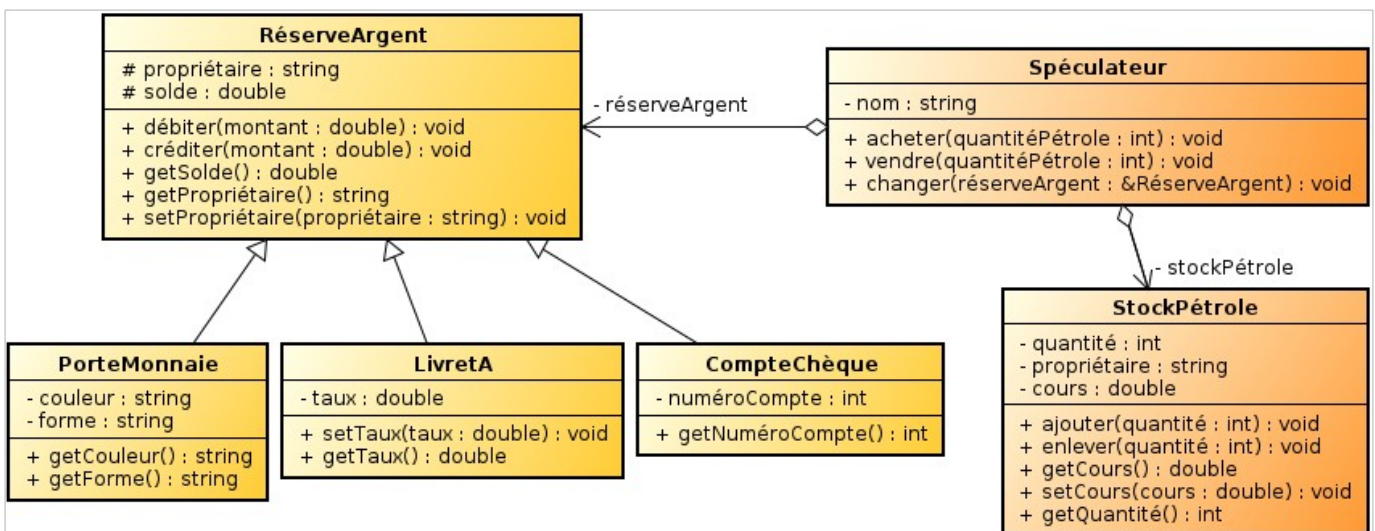 RéserveArgent
# propriétaire : string
# solde : double
+ débiter(montant : double) : void
+ créditer(montant : double) : void
+ getSolde() : double
+ getPropriétaire() : string
+ setPropriétaire(propriétaire : string) : void
- réserveArgent
Spéculateur
- nom : string
+ acheter(quantitéPétrole : int) : void
+ vendre(quantitéPétrole : int) : void
+ changer(réserveArgent : &RéserveArgent) : void
- stockPétrole
PorteMonnaie
- couleur : string
- forme : string
+ getCouleur() : string
+ getForme() : string
LivretA
- taux : double
+ setTaux(taux : double) : void
+ getTaux() : double
CompteChèque
- numéroCompte : int
+ getNuméroCompte() : int
StockPétrole
- quantité : int
- propriétaire : string
- cours : double
+ ajouter(quantité : int) : void
+ enlever(quantité : int) : void
+ getCours() : double
+ setCours(cours : double) : void
+ getQuantité() : int